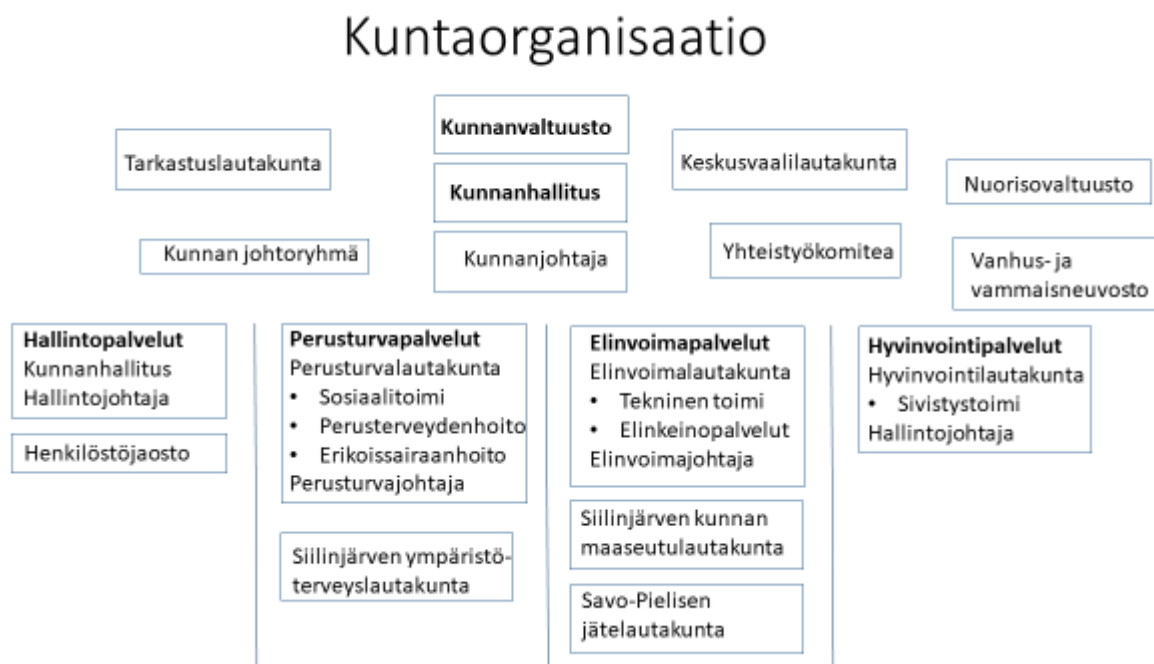 Kuntaorganisaatio
Kunnanvaltuusto
Tarkastuslautakunta
Keskusvaalilautakunta
Kunnanhallitus
Nuorisovaltuusto
Kunnan johtoryhmä
Kunnanjohtaja
Yhteistyökomitea
Vanhus- ja
vammaisneuvosto
Hallintopalvelut
Kunnanhallitus
Hallintojohtaja
Henkilöstöjaosto
Perusturvapalvelut
Perusturvalautakunta
• Sosiaalitoimi
• Perusterveydenhoito
• Erikoissairaanhoito
Perusturvajohtaja
Siilinjärven ympäristö-
terveyslautakunta
Elinvoimapalvelut
Elinvoimalautakunta
• Tekninen toimi
• Elinkeinopalvelut
Elinvoimajohtaja
Siilinjärven kunnan
maaseutulautakunta
Savo-Pielisen
jätelautakunta
Hyvinvointipalvelut
Hyvinvointilautakunta
• Sivistystoimi
Hallintojohtaja